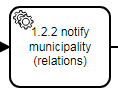 1.2.2 notify
municipality
(relations)